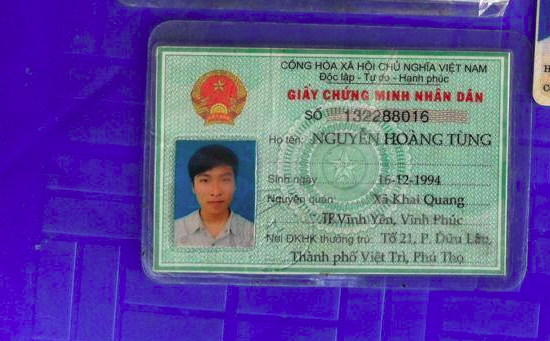 CỘNG HÒA XÃ HỘI CHỦ NGHĨA VIỆT NAM
Độc lập - Tự do - Hạnh phúc
GIẤY CHỨNG MINH NHÂN DÂN
SỐ 132288016
Họ tên: NGUYỄN HOÀNG TÙNG
Sinh ngày 16-12-1994
Nguyên quán: Xã Khai Quang
TP.Vĩnh Yên, Vĩnh Phúc
Nơi ĐKHK thường trú: Tổ 21, P. Dữu Lâu,
Thành phố Việt Trì, Phú Thọ